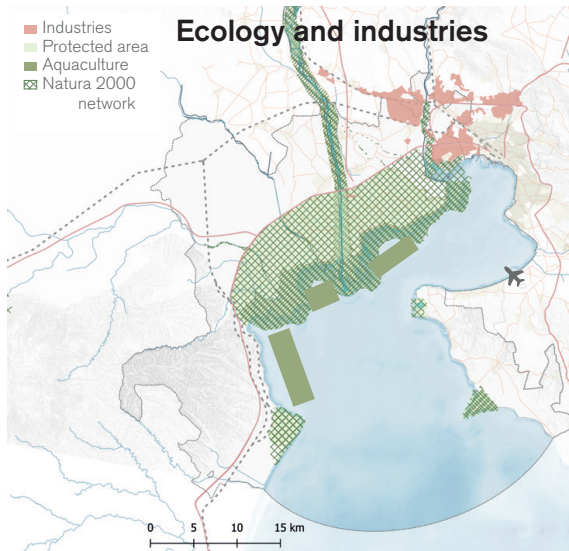 Ecology and industries
Industries
Protected area
Aquaculture
Natura 2000
network
0 5 10 15 km